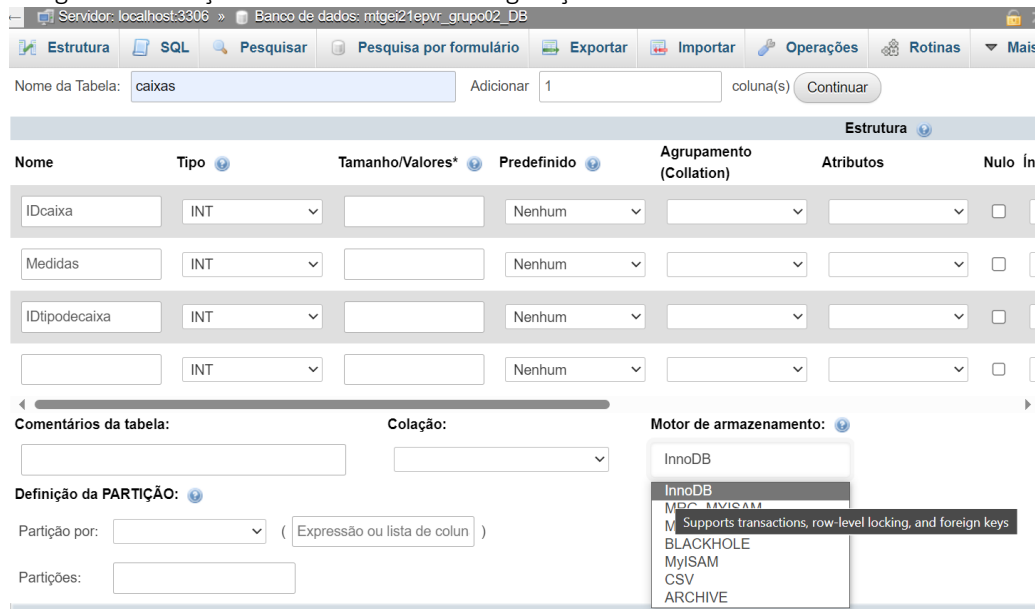 Servidor: localhost:3306 » Banco de dados: mtgei21epvr_grupo02_DB
Estrutura SQL Pesquisar Pesquisa por formulário Exportar Importar Operações Rotinas Mais
Nome da Tabela: caixas Adicionar 1 coluna(s) Continuar
Estrutura
Nome Tipo Tamanho/Valores* Predefinido Agrupamento (Collation) Atributos Nulo Ín
IDcaixa INT Nenhum
Medidas INT Nenhum
IDtipodecaixa INT Nenhum
INT Nenhum
Comentários da tabela: Colação: Motor de armazenamento:
InnoDB
Definição da PARTIÇÃO:
InnoDB
MRG_MYISAM
Supports transactions, row-level locking, and foreign keys
Partição por: ( Expressão ou lista de colun )
BLACKHOLE
MyISAM
Partições:
CSV
ARCHIVE